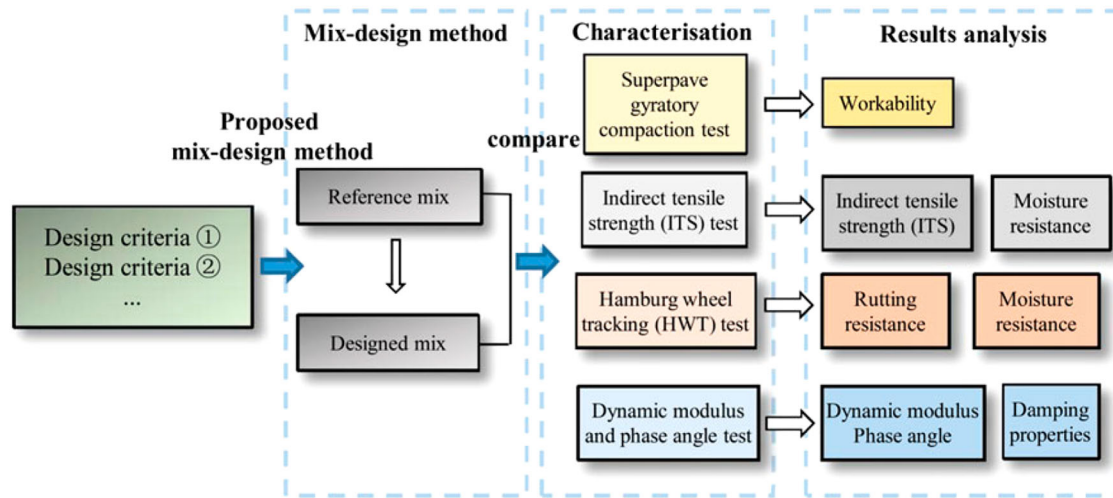 Mix-design method
Characterisation
Results analysis
Proposed
mix-design method
compare
Design criteria ①
Design criteria ②
...
Reference mix
Designed mix
Superpave
gyratory
compaction test
Workability
Indirect tensile
strength (ITS) test
Indirect tensile
strength (ITS)
Moisture
resistance
Hamburg wheel
tracking (HWT) test
Rutting
resistance
Moisture
resistance
Dynamic modulus
and phase angle test
Dynamic modulus
Phase angle
Damping
properties